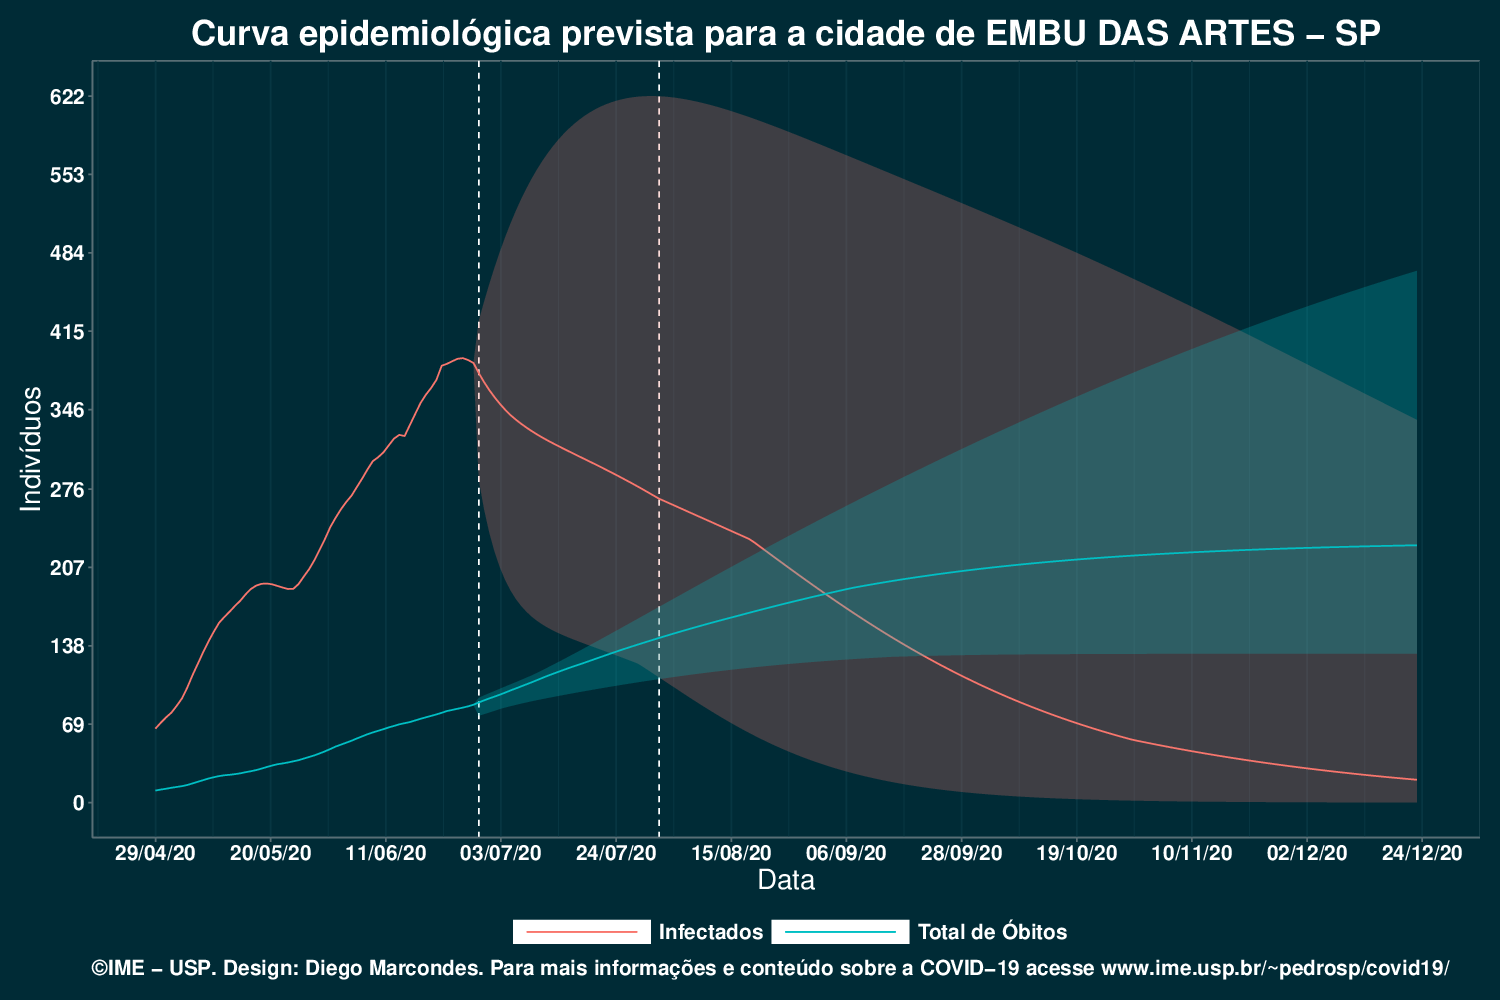 Curva epidemiológica prevista para a cidade de EMBU DAS ARTES – SP
Indivíduos
622
553
484
415
346
276
207
138
69
0
29/04/20 20/05/20 11/06/20 03/07/20 24/07/20 15/08/20 06/09/20 28/09/20 19/10/20 10/11/20 02/12/20 24/12/20
Data
Infectados Total de Óbitos
©IME – USP. Design: Diego Marcondes. Para mais informações e conteúdo sobre a COVID–19 acesse www.ime.usp.br/~pedrosp/covid19/